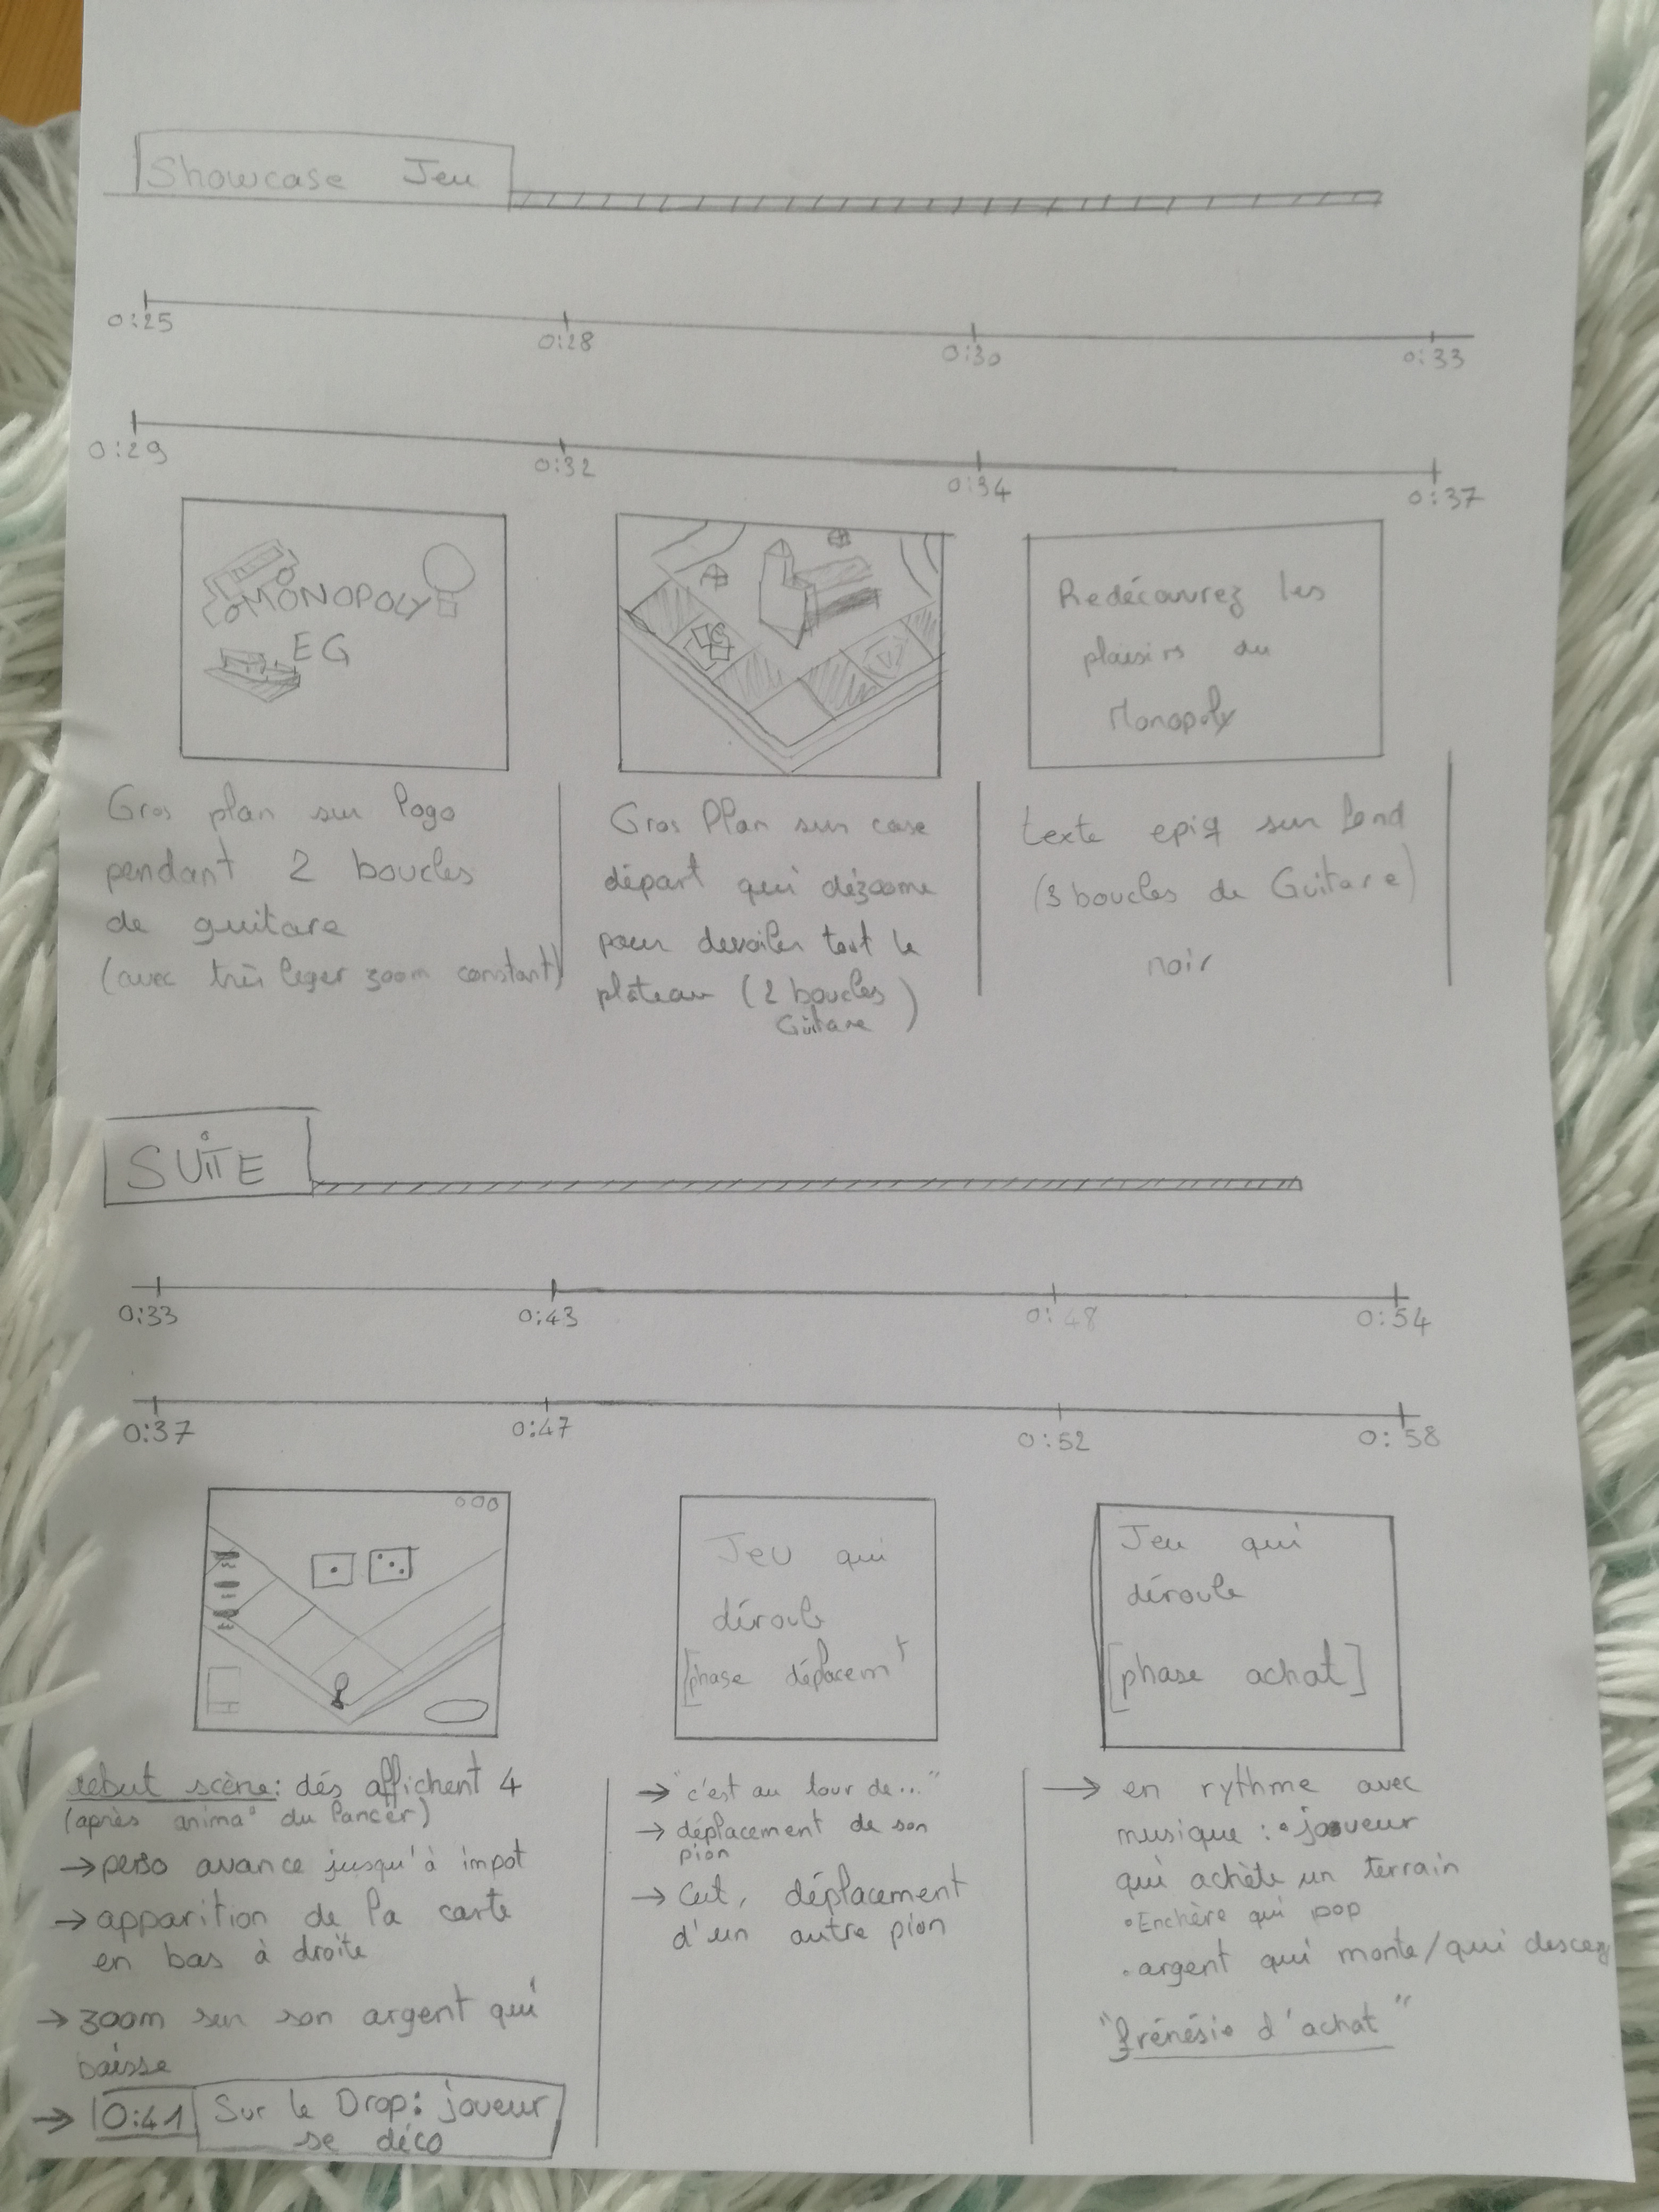 Showcase Jeu
0:25 0:28 0:30 0:33
0:29 0:32 0:34 0:37
MONOPOLY
EG
Redécouvrez les
plaisirs du
Monopoly
Gros plan sur logo
pendant 2 boucles
de guitare
(avec très leger zoom constant)
Gros Plan sur case
départ qui dézoome
pour devoiler tout le
plateau (2 boucles
Guitare)
texte epiq sur fond
(3 boucles de Guitare)
noir
SUITE
0:33 0:43 0:48 0:54
0:37 0:47 0:52 0:58
Jeu qui
déroule
[phase déplacemt
Jeu qui
déroule
[phase achat]
début scène: dés affichent 4
(après anima° du lancer)
→ perso avance jusqu'à impot
→ apparition de la carte
en bas à droite
→ zoom sur son argent qui
baisse
→ 0:41 Sur le Drop: joueur
se déco
→ "c'est au tour de..."
→ déplacement de son
pion
→ Cut, déplacement
d'un autre pion
→ en rythme avec
musique : • joueur
qui achète un terrain
• Enchère qui pop
• argent qui monte/qui descend
"frénésie d'achat"